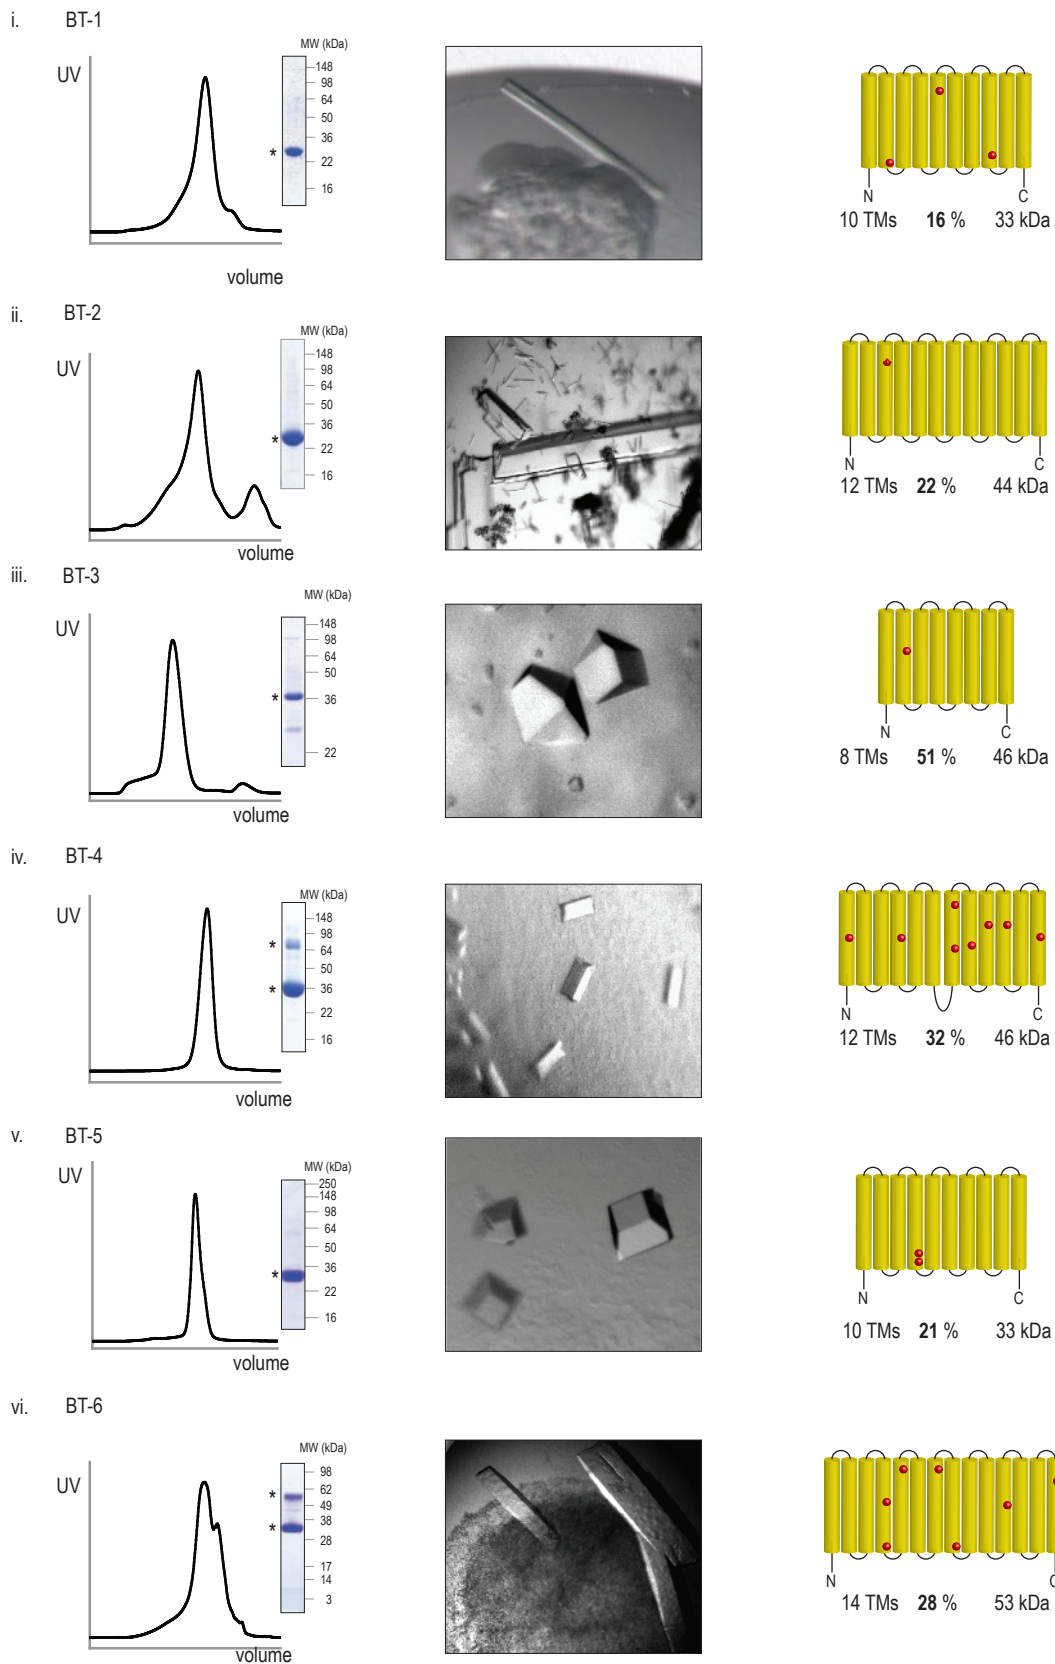 i. BT-1
MW (kDa)
UV
148
98
64
50
36
*
22
16
N
C
10 TMs 16 % 33 kDa
volume
ii. BT-2
MW (kDa)
UV
148
98
64
50
36
*
22
16
N
C
12 TMs 22 % 44 kDa
volume
iii. BT-3
MW (kDa)
UV
148
98
64
50
*
36
22
N
C
8 TMs 51 % 46 kDa
volume
iv. BT-4
MW (kDa)
UV
148
98
*
64
50
*
36
22
16
N
C
12 TMs 32 % 46 kDa
volume
v. BT-5
MW (kDa)
UV
250
148
98
64
50
36
*
22
16
N
C
10 TMs 21 % 33 kDa
volume
vi. BT-6
MW (kDa)
UV
98
*
62
49
38
*
28
17
14
3
N
C
14 TMs 28 % 53 kDa
volume